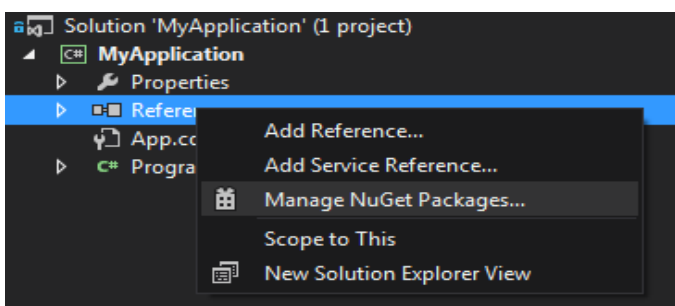 Solution 'MyApplication' (1 project)
C# MyApplication
Properties
Add Reference...
App.co
Add Service Reference...
C# Progra
Manage NuGet Packages...
Scope to This
New Solution Explorer View